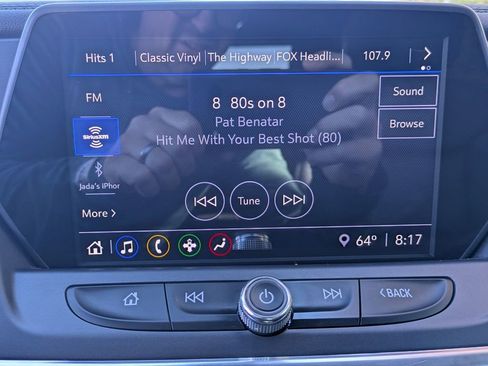 Hits 1 Classic Vinyl The Highway FOX Headli... 107.9
FM
Sound
8 80s on 8
Pat Benatar
Browse
SiriusXM
Hit Me With Your Best Shot (80)
Jada's iPhor
Tune
More >
64° 8:17
<BACK